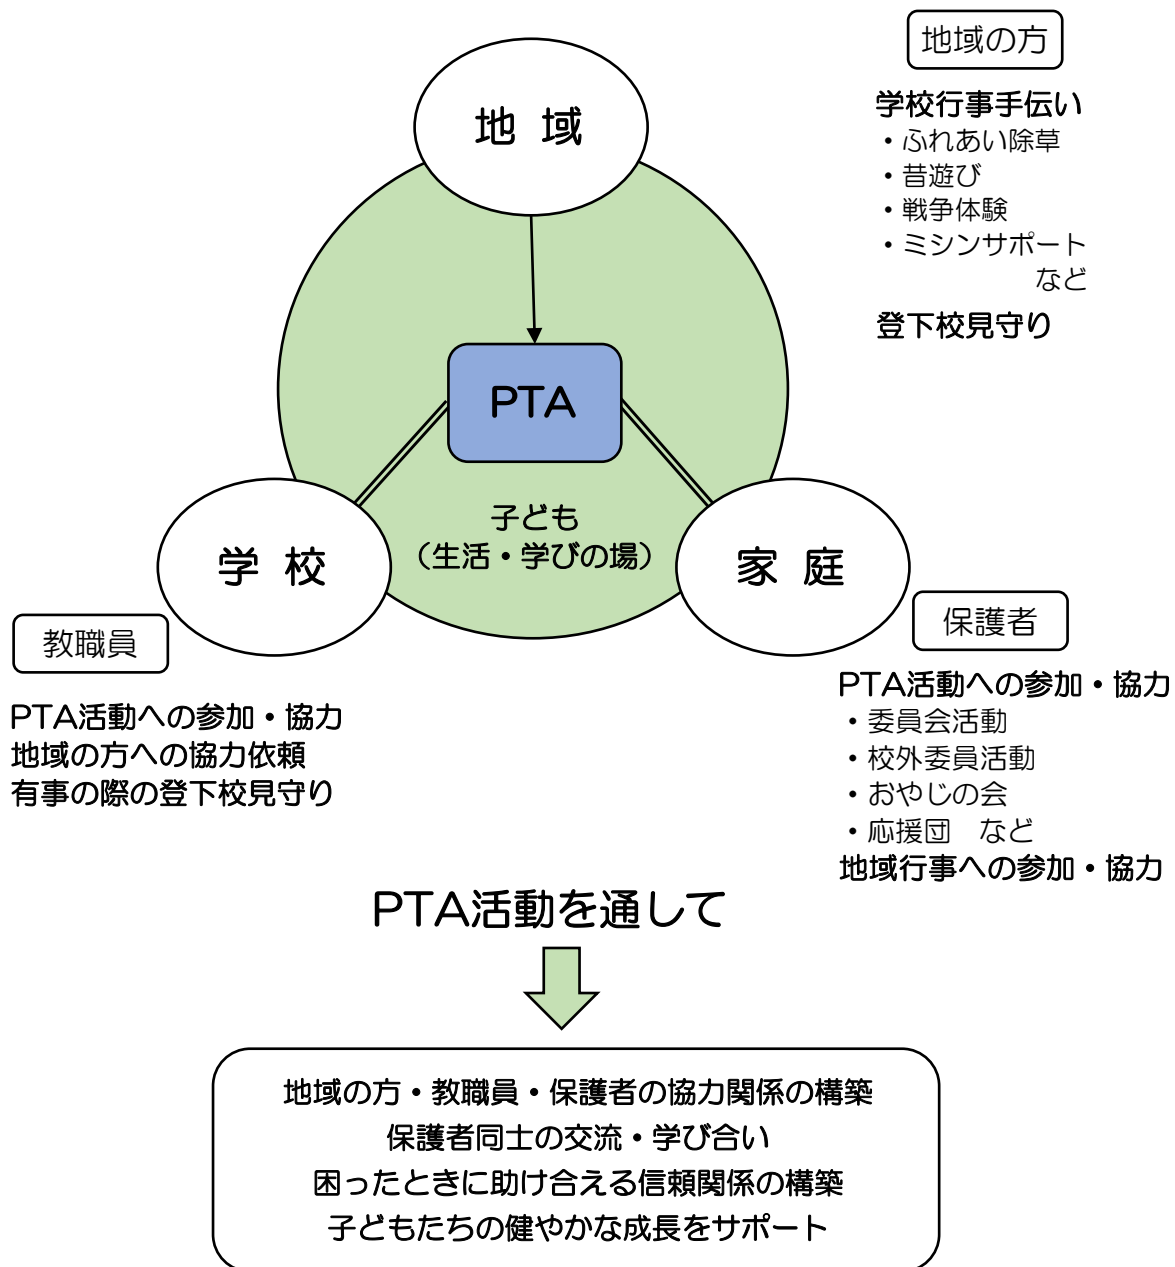 地域の方
学校行事手伝い
・ふれあい除草
・昔遊び
・戦争体験
・ミシンサポート
など
登下校見守り
地 域
PTA
子ども
（生活・学びの場）
学 校
家 庭
教職員
PTA活動への参加・協力
地域の方への協力依頼
有事の際の登下校見守り
保護者
PTA活動への参加・協力
・委員会活動
・校外委員活動
・おやじの会
・応援団　など
地域行事への参加・協力
PTA活動を通して
地域の方・教職員・保護者の協力関係の構築
保護者同士の交流・学び合い
困ったときに助け合える信頼関係の構築
子どもたちの健やかな成長をサポート